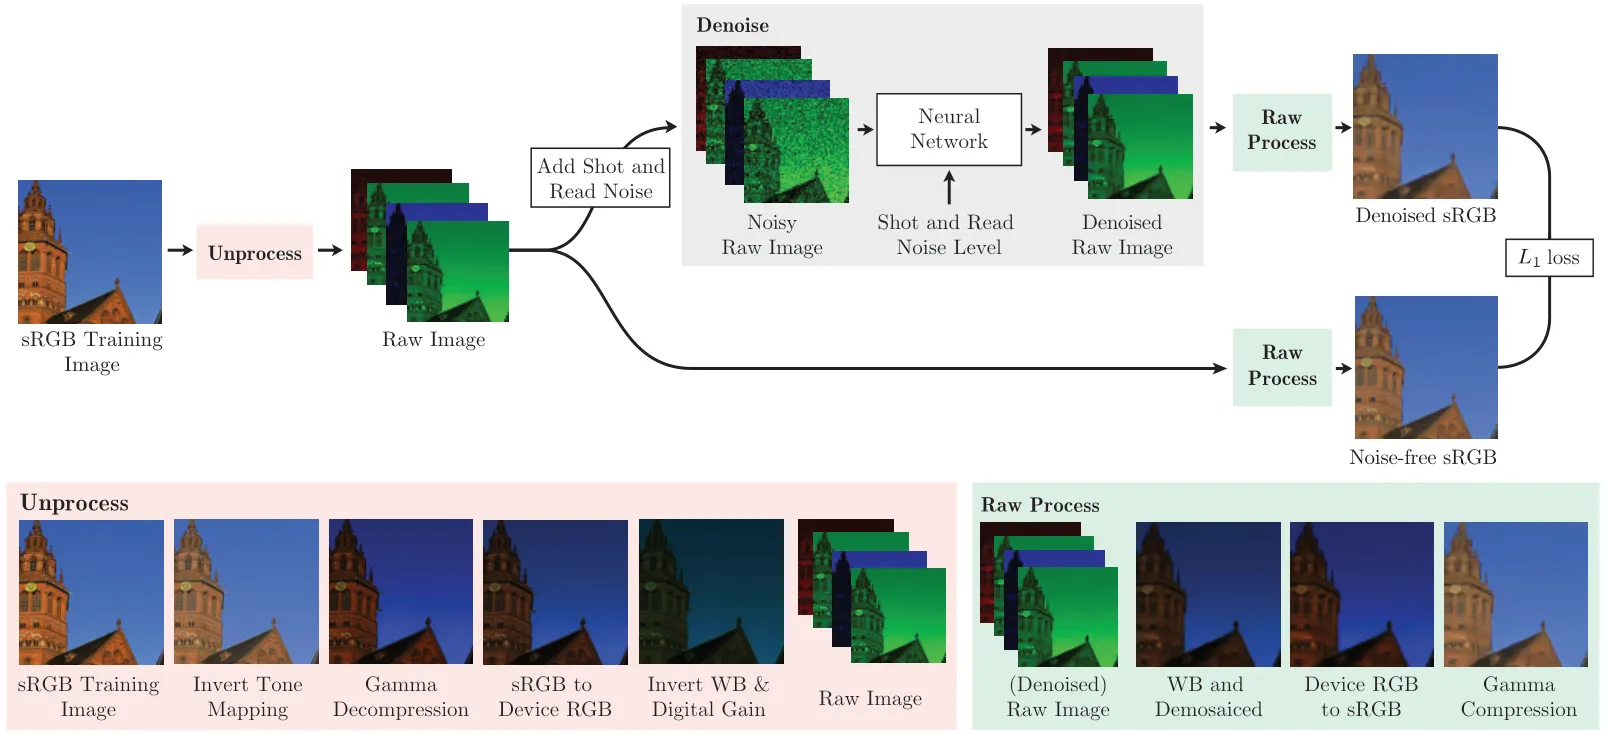 Denoise
Add Shot and
Read Noise
Neural
Network
Raw
Process
Noisy
Raw Image
Shot and Read
Noise Level
Denoised
Raw Image
Denoised sRGB
Unprocess
L1 loss
sRGB Training
Image
Raw Image
Raw
Process
Noise-free sRGB
Unprocess
sRGB Training
Image
Invert Tone
Mapping
Gamma
Decompression
sRGB to
Device RGB
Invert WB &
Digital Gain
Raw Image
Raw Process
(Denoised)
Raw Image
WB and
Demosaiced
Device RGB
to sRGB
Gamma
Compression